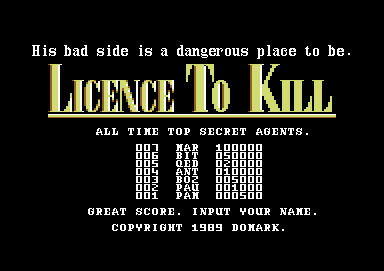 His bad side is a dangerous place to be.
LICENCE TO KILL
ALL TIME TOP SECRET AGENTS.
007 MAR 100000
006 BIT 050000
005 QED 020000
004 ANT 010000
003 BOZ 005000
002 PAU 001000
001 PAM 000500
GREAT SCORE. INPUT YOUR NAME.
COPYRIGHT 1989 DOMARK.